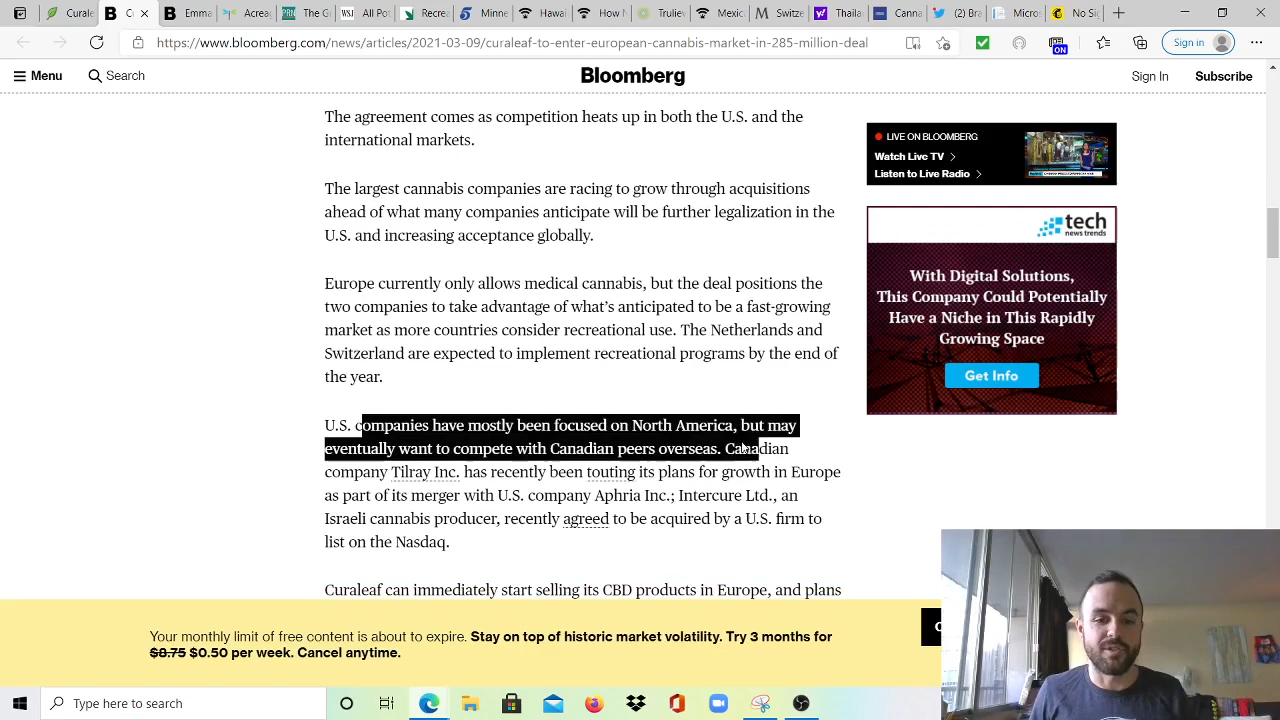 Curale
Tweets
https://www.bloomberg.com/news/articles/2021-03-09/curaleaf-to-enter-european-cannabis-market-in-285-million-deal
ON
Sign in
Menu
Search
Bloomberg
Sign In
Subscribe
The agreement comes as competition heats up in both the U.S. and the
international markets.
The largest cannabis companies are racing to grow through acquisitions
ahead of what many companies anticipate will be further legalization in the
U.S. and increasing acceptance globally.
Europe currently only allows medical cannabis, but the deal positions the
two companies to take advantage of what's anticipated to be a fast-growing
market as more countries consider recreational use. The Netherlands and
Switzerland are expected to implement recreational programs by the end of
the year.
U.S. companies have mostly been focused on North America, but may
eventually want to compete with Canadian peers overseas. Canadian
company Tilray Inc. has recently been touting its plans for growth in Europe
as part of its merger with U.S. company Aphria Inc.; Intercure Ltd., an
Israeli cannabis producer, recently agreed to be acquired by a U.S. firm to
list on the Nasdaq.
Curaleaf can immediately start selling its CBD products in Europe, and plans
LIVE ON BLOOMBERG
Watch Live TV
Listen to Live Radio
tech
news trends
With Digital Solutions,
This Company Could Potentially
Have a Niche in This Rapidly
Growing Space
Get Info
Your monthly limit of free content is about to expire. Stay on top of historic market volatility. Try 3 months for
$8.75 $0.50 per week. Cancel anytime.
Type here to search